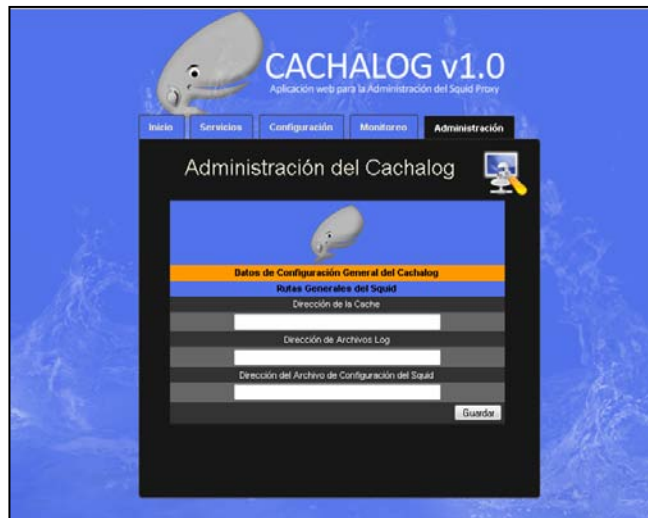 CACHALOG v1.0
Aplicación web para la Administración del Squid Proxy
Inicio Servicios Configuración Monitoreo Administración
Administración del Cachalog
Datos de Configuración General del Cachalog
Rutas Generales del Squid
Dirección de la Cache
Dirección de Archivos Log
Dirección del Archivo de Configuración del Squid
Guardar